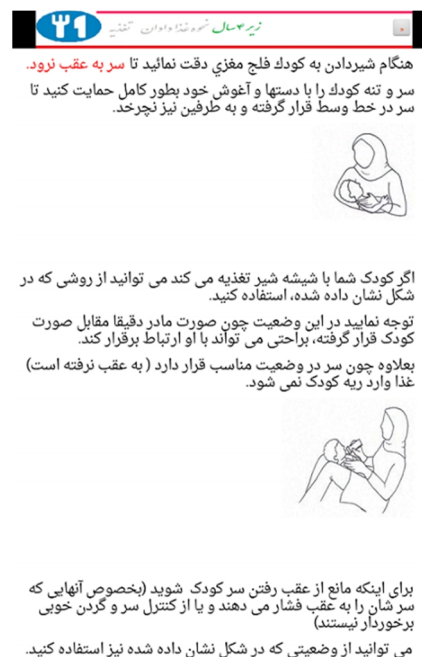 ۳۹ زیر ۴ سال نحوه غذا دادن تغذیه
هنگام شیردادن به کودك فلج مغزي دقت نمائید تا سر به عقب نرود.
سر و تنه کودك را با دستها و آغوش خود بطور کامل حمایت کنید تا
سر در خط وسط قرار گرفته و به طرفین نیز نچرخد.
اگر کودک شما با شیشه شیر تغذیه می کند می توانید از روشی که در
شکل نشان داده شده، استفاده کنید.
توجه نمایید در این وضعیت چون صورت مادر دقیقا مقابل صورت
کودک قرار گرفته، براحتی می تواند با او ارتباط برقرار کند.
بعلاوه چون سر در وضعیت مناسب قرار دارد ( به عقب نرفته است)
غذا وارد ریه کودک نمی شود.
برای اینکه مانع از عقب رفتن سر کودک شوید (بخصوص آنهایی که
سر شان را به عقب فشار می دهند و یا از کنترل سر و گردن خوبی
برخوردار نیستند)
می توانید از وضعیتی که در شکل نشان داده شده نیز استفاده کنید.